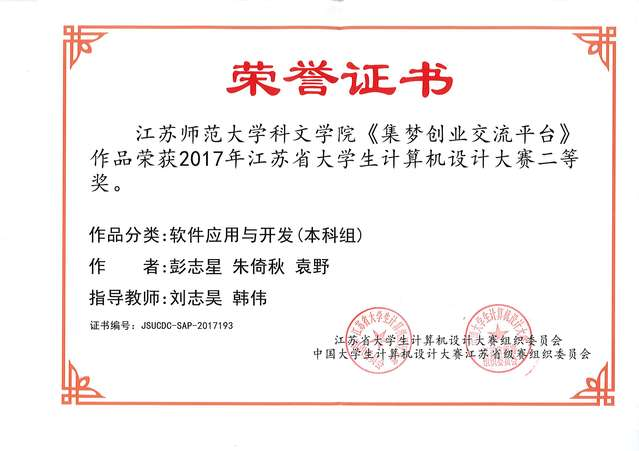 荣誉证书
江苏师范大学科文学院《集梦创业交流平台》
作品荣获2017年江苏省大学生计算机设计大赛二等
奖。
作品分类:软件应用与开发(本科组)
作 者:彭志星 朱倚秋 袁野
指导教师:刘志昊 韩伟
证书编号: JSUCDC-SAP-2017193
江苏省大学生计算机设计大赛组织委员会
中国大学生计算机设计大赛江苏省级赛组织委员会